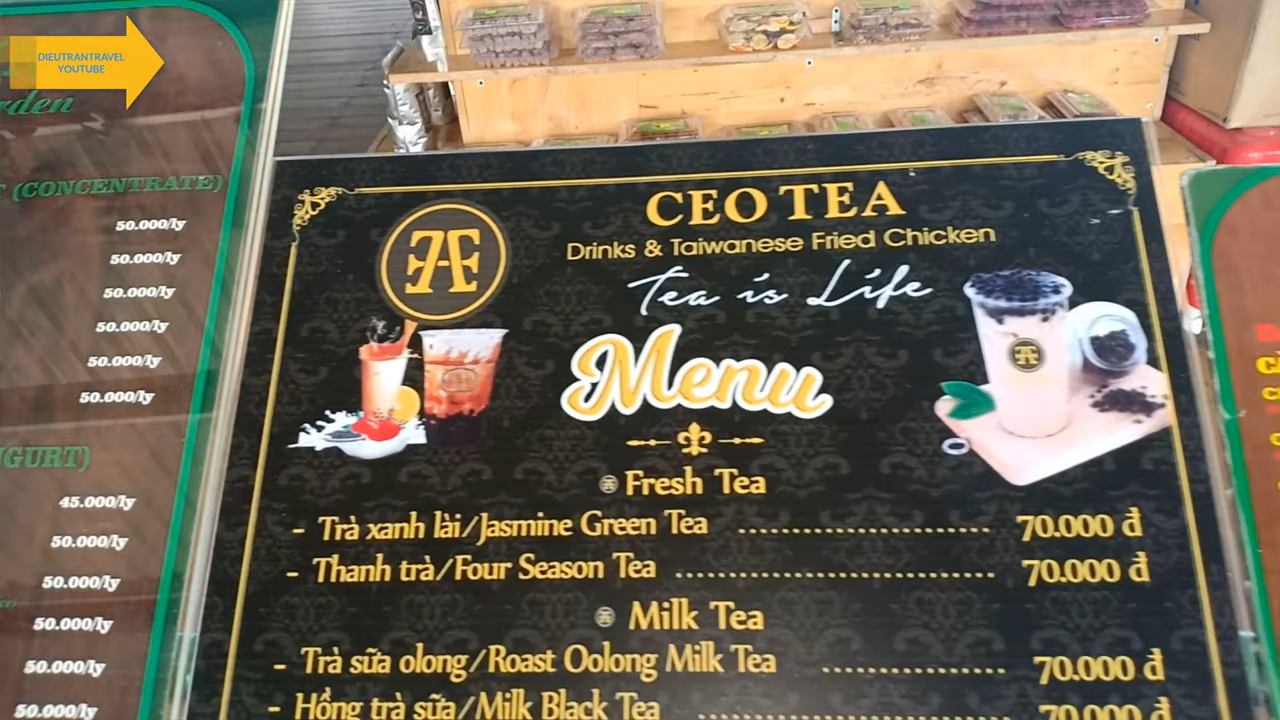 DIEUTRANTRAVEL
YOUTUBE
(CONCENTRATE)
50.000/ly
50.000/ly
50.000/ly
50.000/ly
50.000/ly
50.000/ly
45.000/ly
50.000/ly
50.000/ly
50.000/ly
50.000/ly
50.000/ly
CEO TEA
Drinks & Taiwanese Fried Chicken
Tea is Life
Menu
Fresh Tea
- Trà xanh lài/Jasmine Green Tea ........................ 70.000 đ
- Thanh trà/Four Season Tea ........................ 70.000 đ
Milk Tea
- Trà sữa olong/Roast Oolong Milk Tea ........................ 70.000 đ
- Hồng trà sữa/Milk Black Tea ........................ 70.000 đ